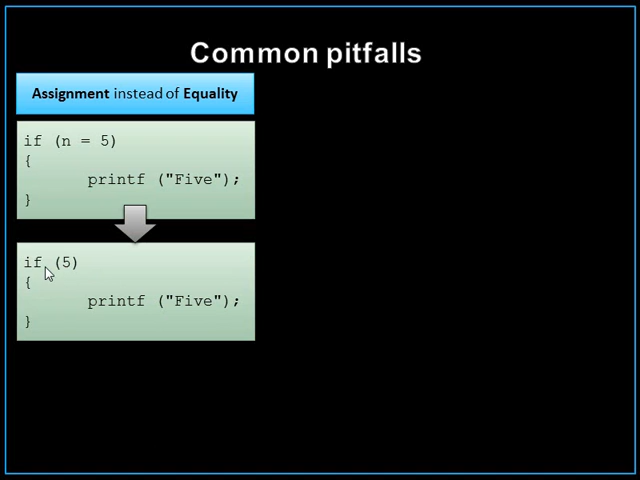 Common pitfalls
Assignment instead of Equality
if (n = 5)
{
printf ("Five");
}
if (5)
{
printf ("Five");
}